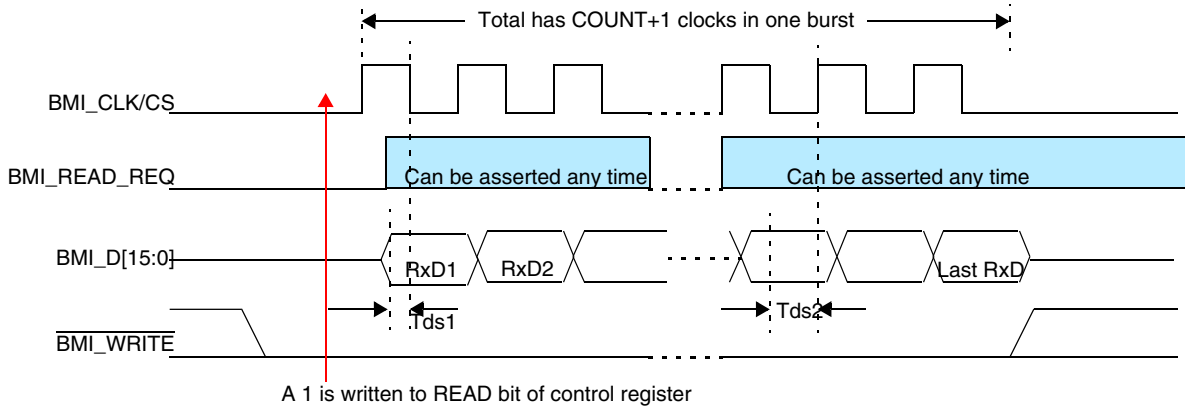 Total has COUNT+1 clocks in one burst
BMI_CLK/CS
BMI_READ_REQ
Can be asserted any time
Can be asserted any time
BMI_D[15:0]
RxD1
RxD2
Last RxD
Tds1
Tds2
BMI_WRITE
A 1 is written to READ bit of control register